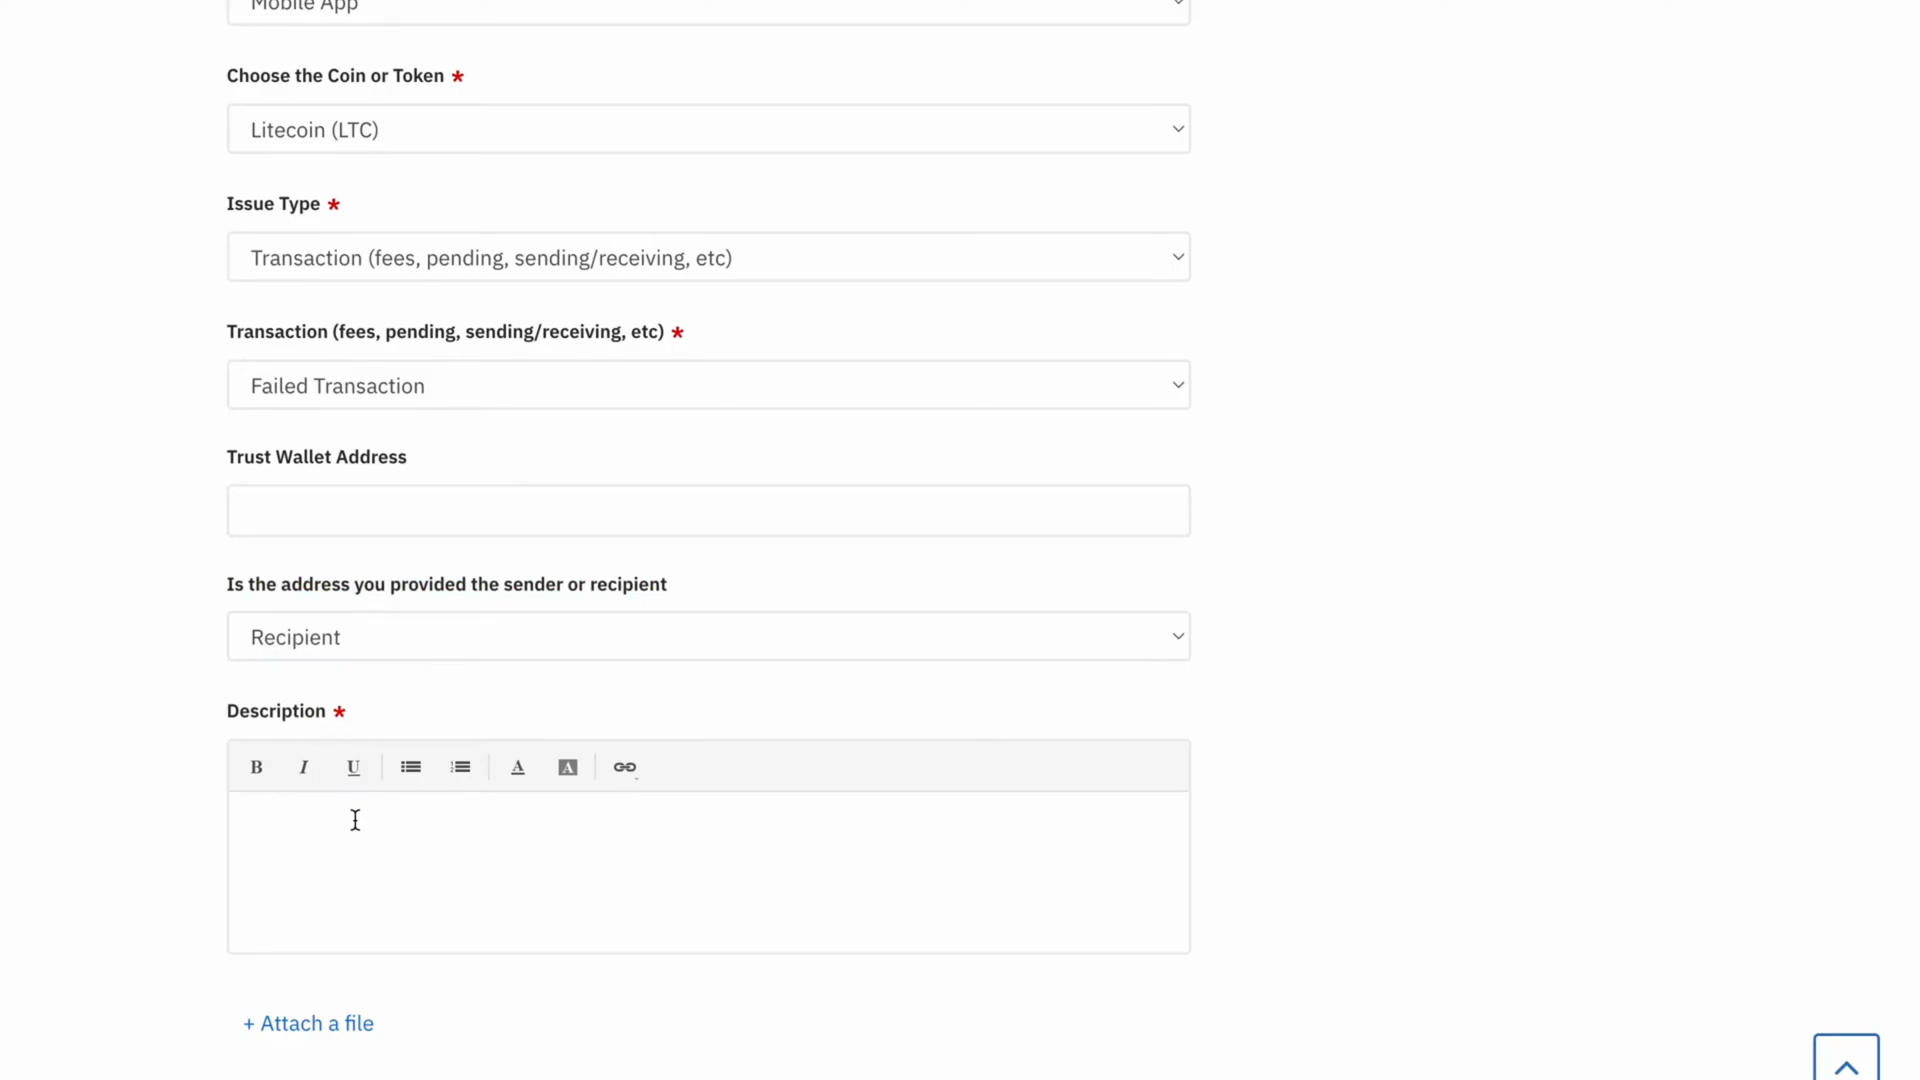 Mobile App
Choose the Coin or Token *
Litecoin (LTC)
Issue Type *
Transaction (fees, pending, sending/receiving, etc)
Transaction (fees, pending, sending/receiving, etc) *
Failed Transaction
Trust Wallet Address
Is the address you provided the sender or recipient
Recipient
Description *
B I U A A
+ Attach a file